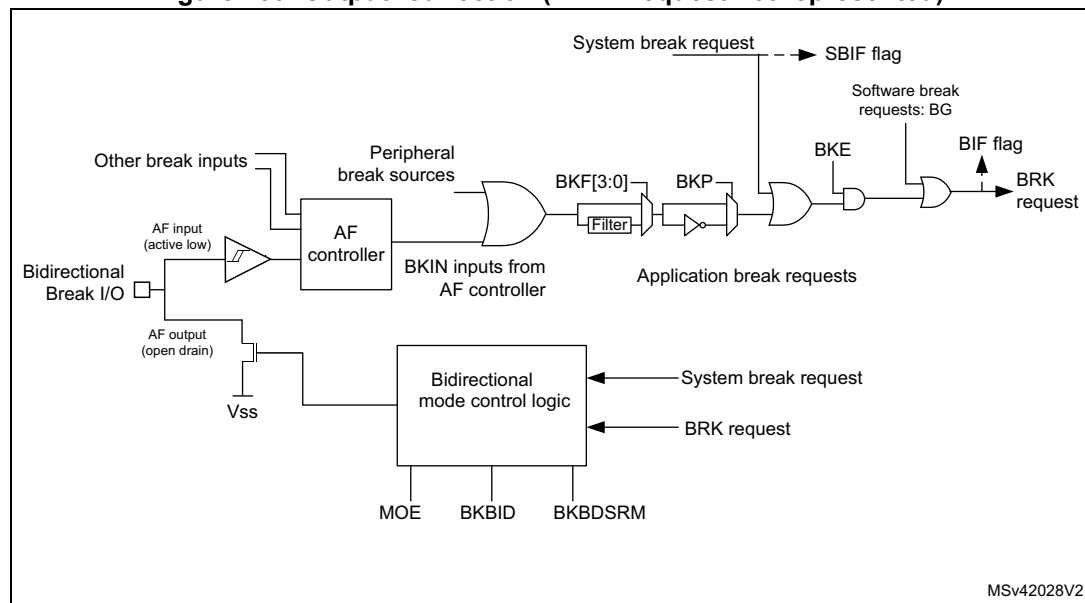 System break request
SBIF flag
Software break
requests: BG
BIF flag
BKE
BRK
request
Peripheral
break sources
BKF[3:0]
BKP
Other break inputs
Filter
AF
controller
AF input
(active low)
BKIN inputs from
AF controller
Application break requests
Bidirectional
Break I/O
AF output
(open drain)
Vss
Bidirectional
mode control logic
System break request
BRK request
MOE
BKBID
BKBDSRM
MSv42028V2